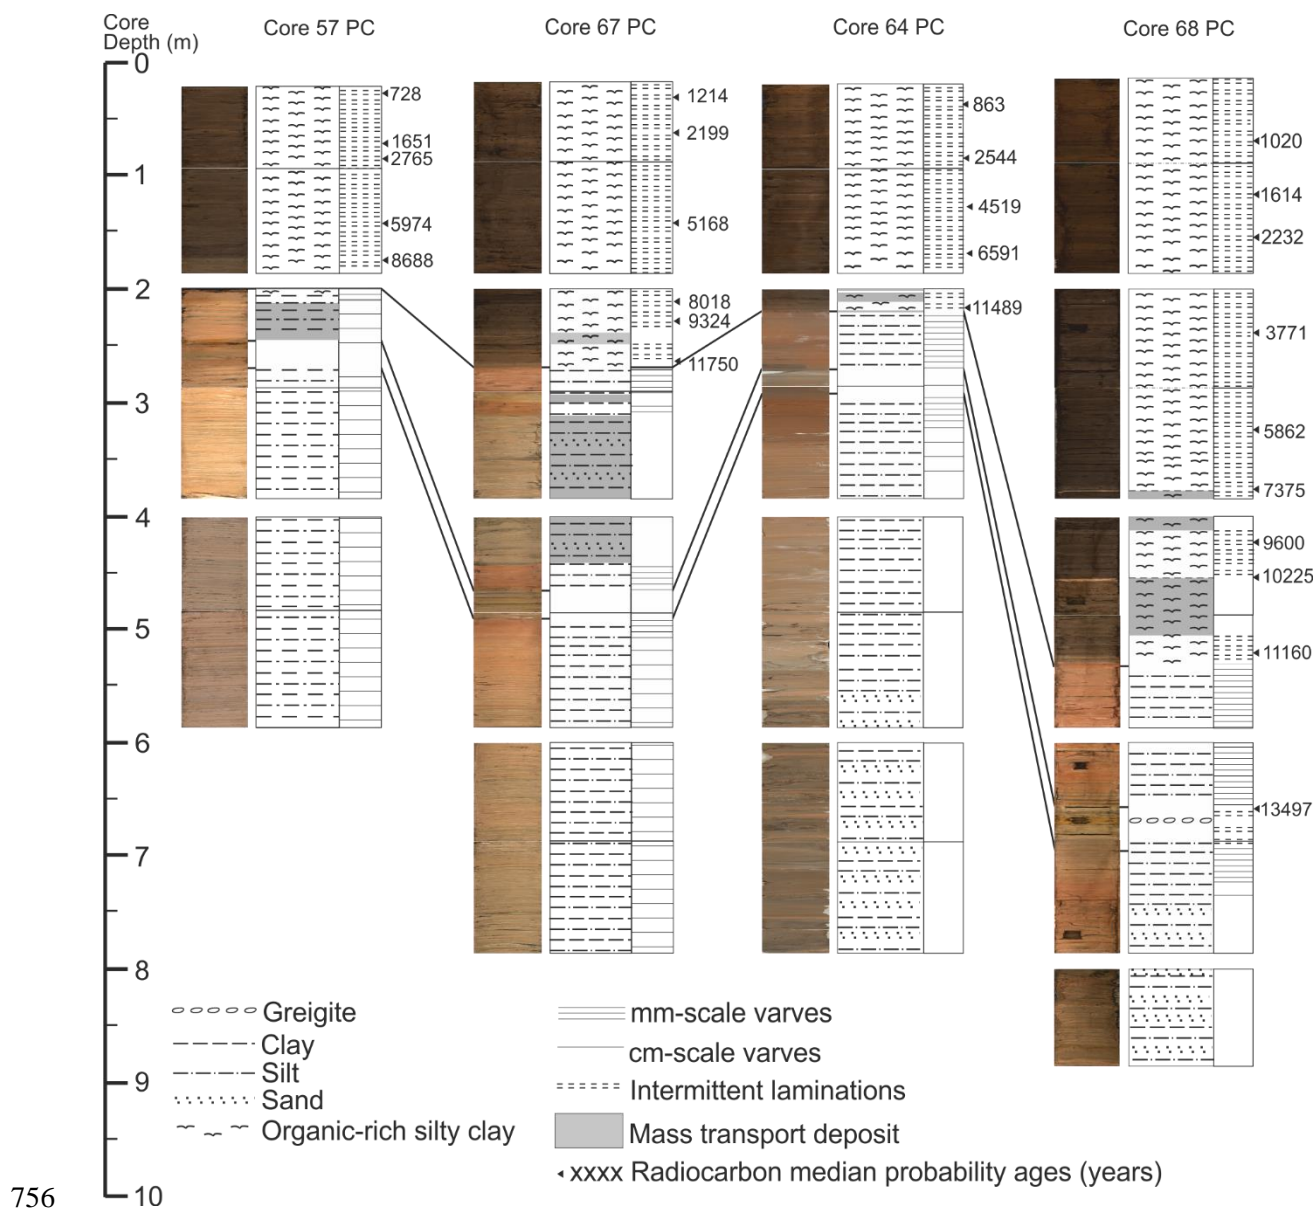 Core
Depth (m)
Core 57 PC
Core 67 PC
Core 64 PC
Core 68 PC
0
1
2
3
4
5
6
7
8
9
10
728
1651
2765
5974
8688
1214
2199
5168
8018
9324
11750
863
2544
4519
6591
11489
1020
1614
2232
3771
5862
7375
9600
10225
11160
13497
Greigite
Clay
Silt
Sand
Organic-rich silty clay
mm-scale varves
cm-scale varves
Intermittent laminations
Mass transport deposit
xxxx Radiocarbon median probability ages (years)
756